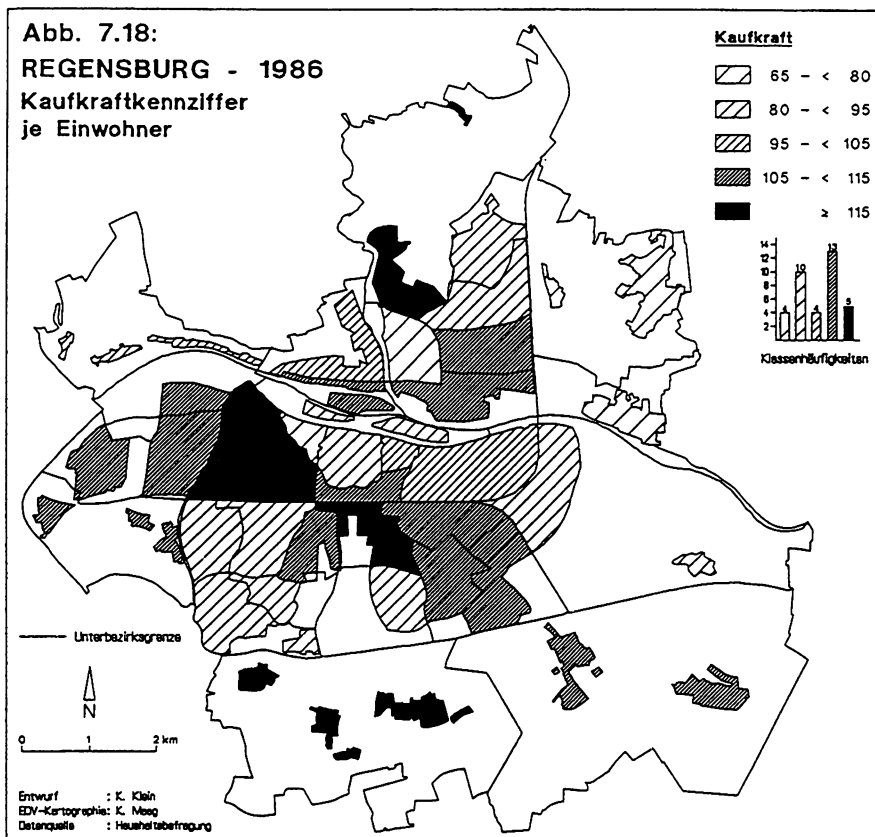 Abb. 7.18:
REGENSBURG - 1986
Kaufkraftkennziffer
je Einwohner
Kaufkraft
65 - < 80
80 - < 95
95 - < 105
105 - < 115
≥ 115
14
12
10
8
6
4
2
4
10
4
13
5
Klassenhäufigkeiten
Unterbezirksgrenze
N
0 1 2 km
Entwurf : K. Klein
EDV-Kartographie: K. Meeg
Datenquelle : Haushaltsbefragung